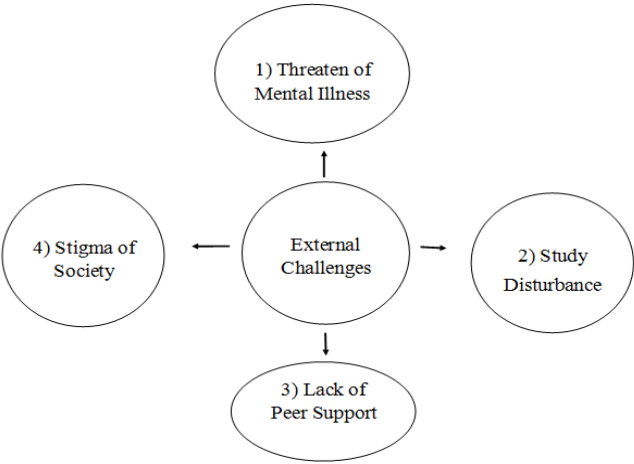 1) Threaten of
Mental Illness
4) Stigma of
Society
External
Challenges
2) Study
Disturbance
3) Lack of
Peer Support